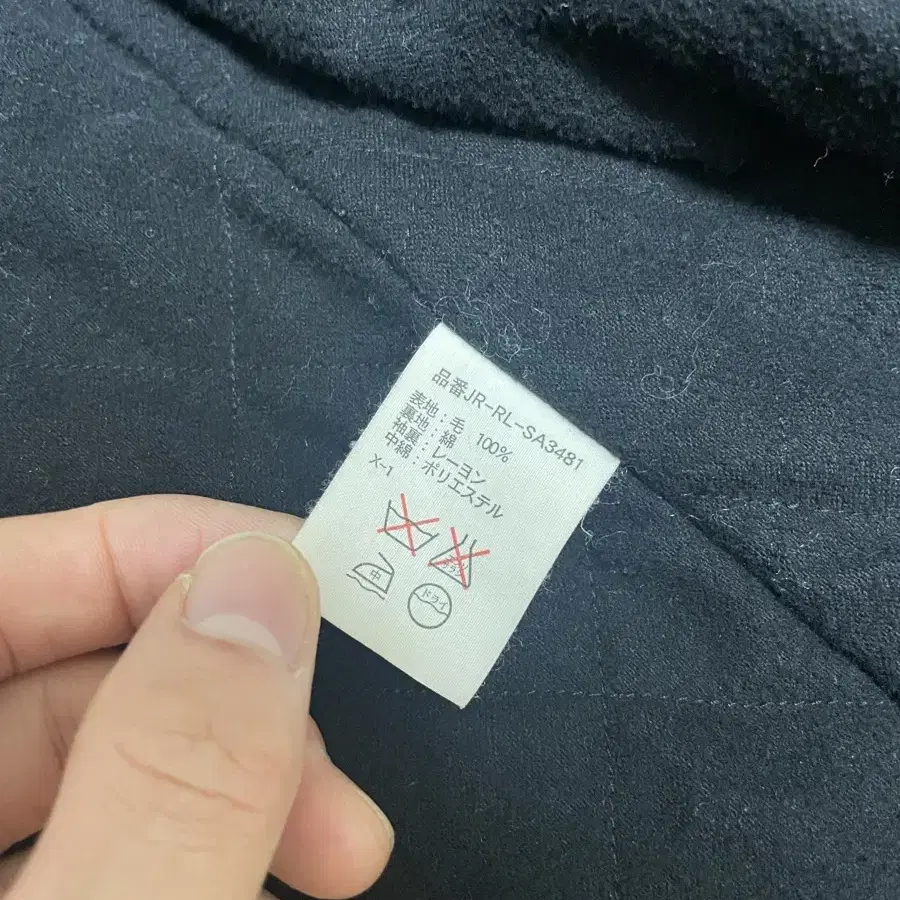 品番JR-RL-SA3481
表地：毛 100%
裏地：綿
袖裏：レーヨン
中綿：ポリエステル
X-1
中
ドライ